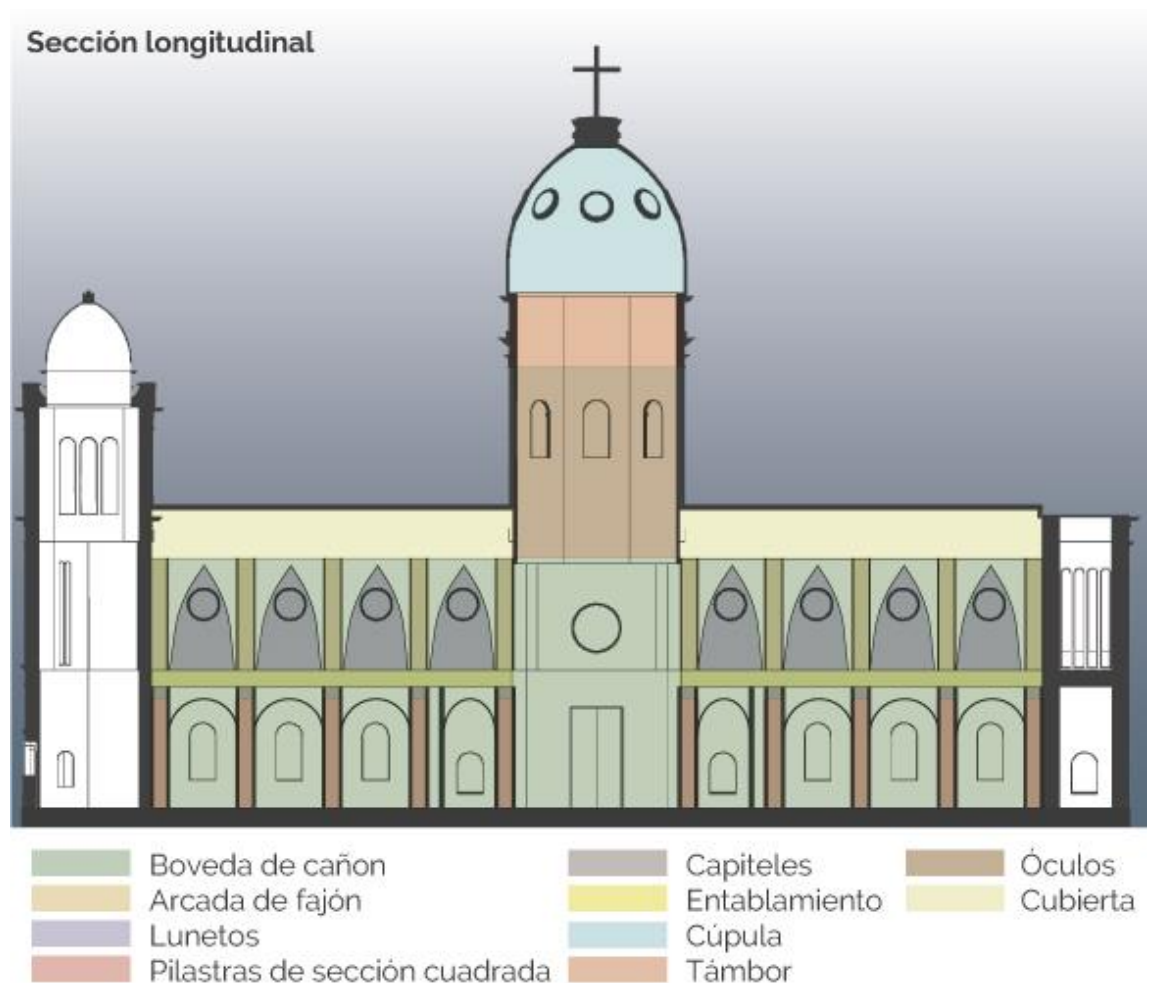 Sección longitudinal
Boveda de cañon
Arcada de fajón
Lunetos
Pilastras de sección cuadrada
Capiteles
Entablamiento
Cúpula
Támbor
Óculos
Cubierta